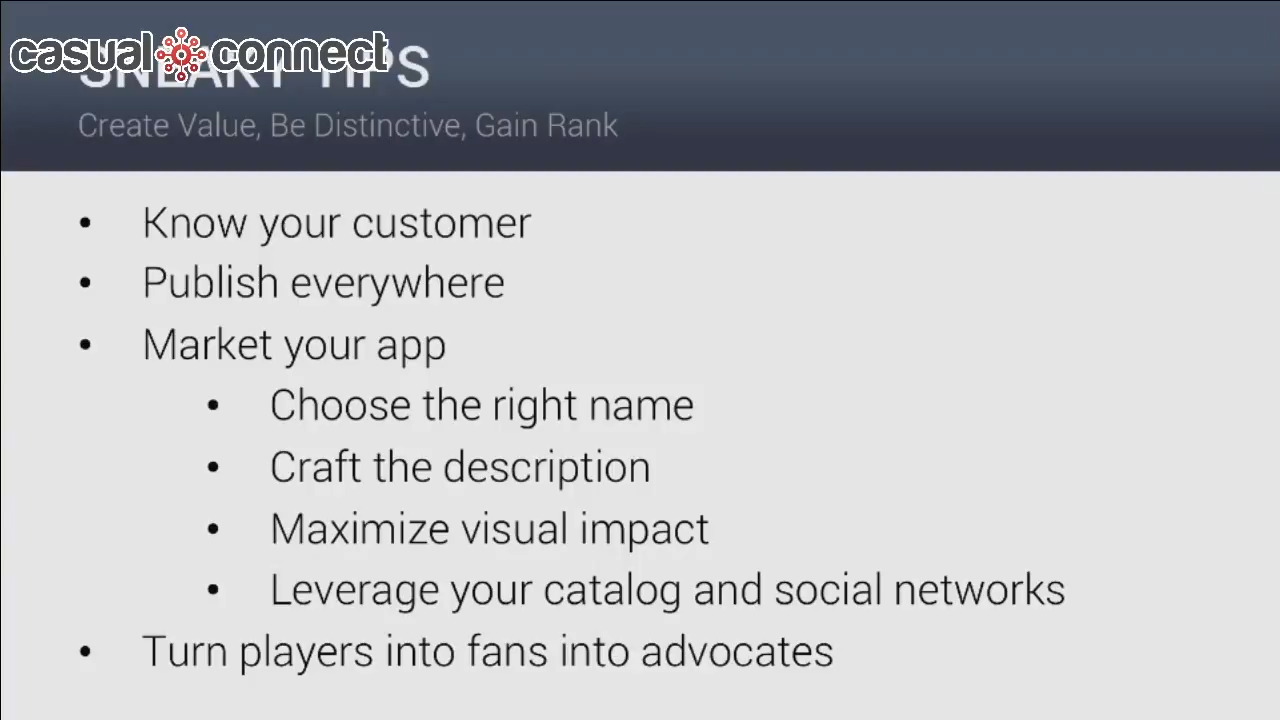 casual connect
SNEAKY TIPS
Create Value, Be Distinctive, Gain Rank
• Know your customer
• Publish everywhere
• Market your app
• Choose the right name
• Craft the description
• Maximize visual impact
• Leverage your catalog and social networks
• Turn players into fans into advocates